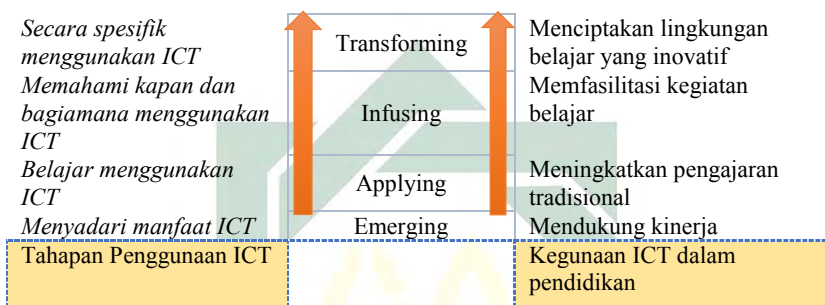 Secara spesifik
menggunakan ICT
Transforming
Menciptakan lingkungan
belajar yang inovatif
Memahami kapan dan
bagiamana menggunakan
ICT
Infusing
Memfasilitasi kegiatan
belajar
Belajar menggunakan
ICT
Applying
Meningkatkan pengajaran
tradisional
Menyadari manfaat ICT
Emerging
Mendukung kinerja
Tahapan Penggunaan ICT
Kegunaan ICT dalam
pendidikan